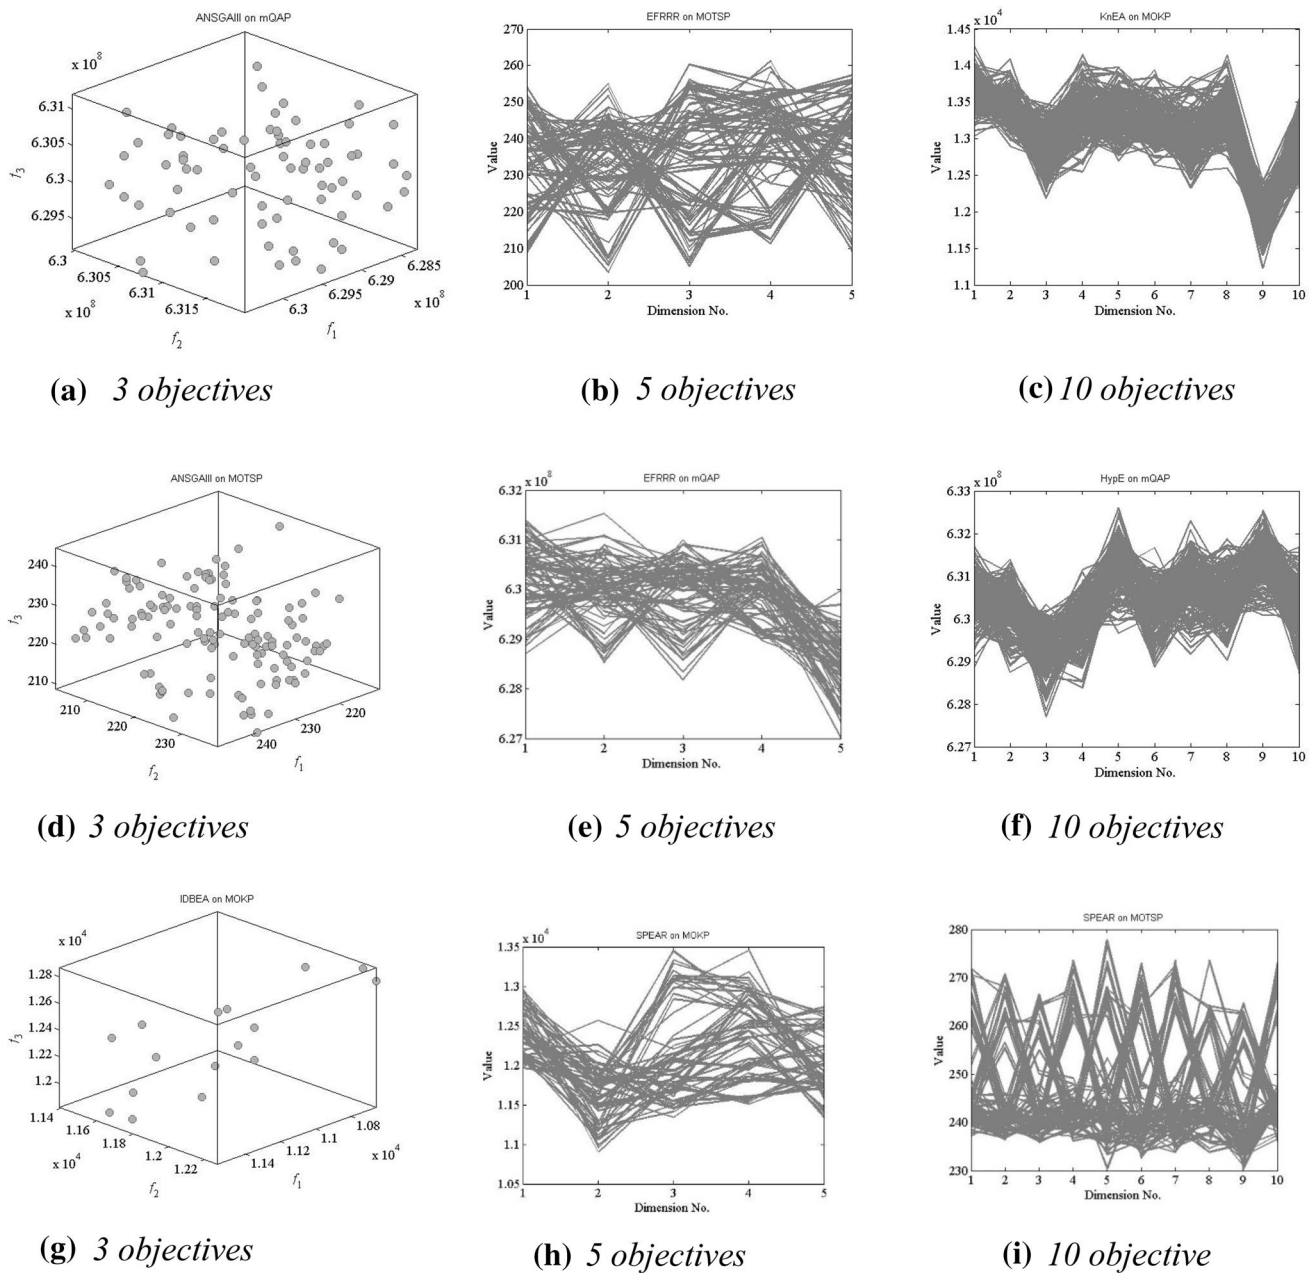 ANSGAIII on mQAP
x 10^8
6.31
6.305
6.3
6.295
f3
6.3
6.305
6.31
6.315
x 10^8
f2
6.3
6.295
6.29
6.285
x 10^8
f1
(a) 3 objectives
EFRRR on MOTSP
270
260
250
240
230
220
210
200
Value
1 2 3 4 5
Dimension No.
(b) 5 objectives
KnEA on MOKP
x 10^4
1.45
1.4
1.35
1.3
1.25
1.2
1.15
1.1
Value
1 2 3 4 5 6 7 8 9 10
Dimension No.
(c) 10 objectives
ANSGAIII on MOTSP
240
230
220
210
f3
210
220
230
f2
240
230
220
f1
(d) 3 objectives
EFRRR on mQAP
x 10^8
6.32
6.31
6.3
6.29
6.28
6.27
Value
1 2 3 4 5
Dimension No.
(e) 5 objectives
HypE on mQAP
x 10^8
6.33
6.32
6.31
6.3
6.29
6.28
6.27
Value
1 2 3 4 5 6 7 8 9 10
Dimension No.
(f) 10 objectives
IDBEA on MOKP
x 10^4
1.28
1.26
1.24
1.22
1.2
f3
1.14
1.16
1.18
1.2
1.22
x 10^4
f2
1.14
1.12
1.1
1.08
x 10^4
f1
(g) 3 objectives
SPEAR on MOKP
x 10^4
1.35
1.3
1.25
1.2
1.15
1.1
1.05
Value
1 2 3 4 5
Dimension No.
(h) 5 objectives
SPEAR on MOTSP
280
270
260
250
240
230
Value
1 2 3 4 5 6 7 8 9 10
Dimension No.
(i) 10 objective